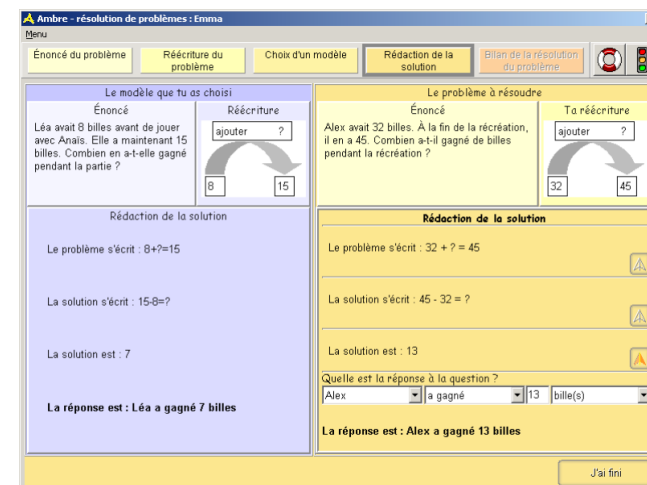 Ambre - résolution de problèmes : Emma
Menu
Énoncé du problème
Réécriture du
problème
Choix d'un modèle
Rédaction de la
solution
Bilan de la résolution
du problème
Le modèle que tu as choisi
Énoncé
Réécriture
Léa avait 8 billes avant de jouer
avec Anaïs. Elle a maintenant 15
billes. Combien en a-t-elle gagné
pendant la partie ?
ajouter ?
8 15
Rédaction de la solution
Le problème s'écrit : 8+?=15
La solution s'écrit : 15-8=?
La solution est : 7
La réponse est : Léa a gagné 7 billes
Le problème à résoudre
Énoncé
Ta réécriture
Alex avait 32 billes. À la fin de la récréation,
il en a 45. Combien a-t-il gagné de billes
pendant la récréation ?
ajouter ?
32 45
Rédaction de la solution
Le problème s'écrit : 32 + ? = 45
La solution s'écrit : 45 - 32 = ?
La solution est : 13
Quelle est la réponse à la question ?
Alex a gagné 13 bille(s)
La réponse est : Alex a gagné 13 billes
J'ai fini